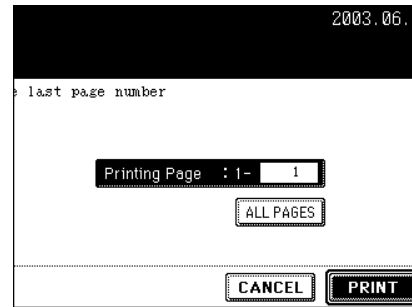 2003.06.
last page number
Printing Page : 1- 1
ALL PAGES
CANCEL PRINT